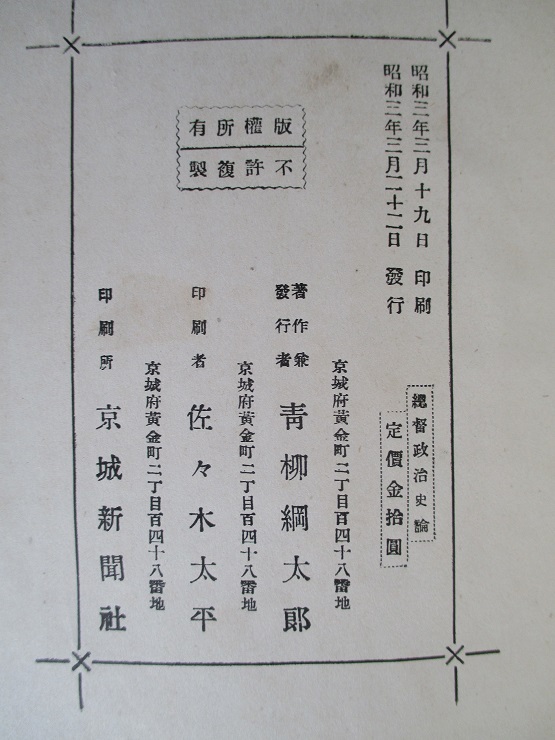 昭和三年三月十九日 印刷
昭和三年三月二十二日 發行
版權所有
不許複製
總督政治史論
定價金拾圓
京城府黃金町二丁目百四十八番地
著作兼
發行者
青柳綱太郎
京城府黃金町二丁目百四十八番地
印刷者 佐々木太平
京城府黃金町二丁目百四十八番地
印刷所 京城新聞社